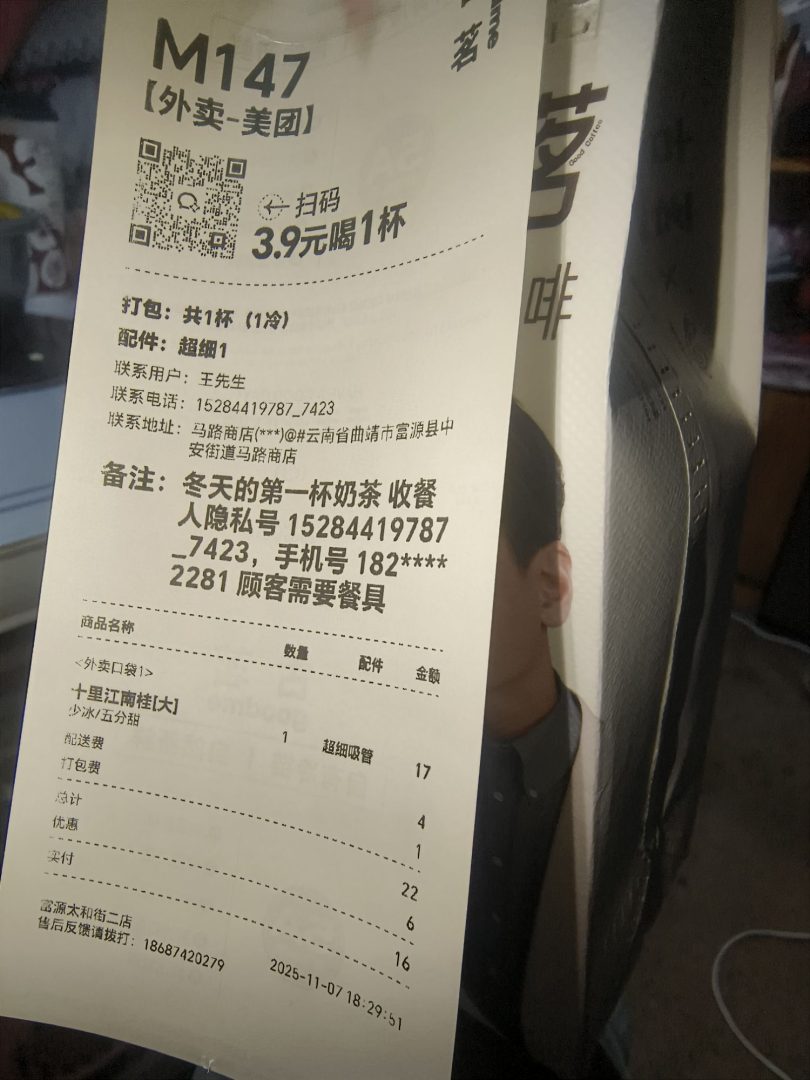 M147
【外卖-美团】
扫码
3.9元喝1杯
打包：共1杯（1冷）
配件：超细1
联系用户：王先生
联系电话：15284419787_7423
联系地址：马路商店(***)@#云南省曲靖市富源县中
安街道马路商店
备注：冬天的第一杯奶茶 收餐
人隐私号 15284419787
_7423，手机号 182****
2281 顾客需要餐具
商品名称 数量 配件 金额
<外卖口袋1>
十里江南桂[大] 1 超细吸管 17
少冰/五分甜
配送费 4
打包费 1
总计 22
优惠 6
实付 16
富源太和街二店
售后反馈请拨打：18687420279
2025-11-07 18:29:51
茗
me
Good Coffee
啡